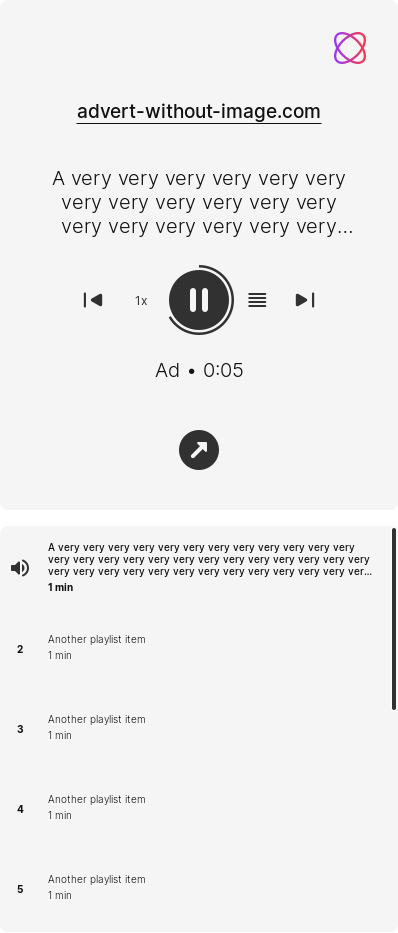 advert-without-image.com
A very very very very very very
very very very very very very
very very very very very very…
1x
Ad • 0:05
A very very very very very very very very very very very very
very very very very very very very very very very very very very
very very very very very very very very very very very very ver…
1 min
2
Another playlist item
1 min
3
Another playlist item
1 min
4
Another playlist item
1 min
5
Another playlist item
1 min